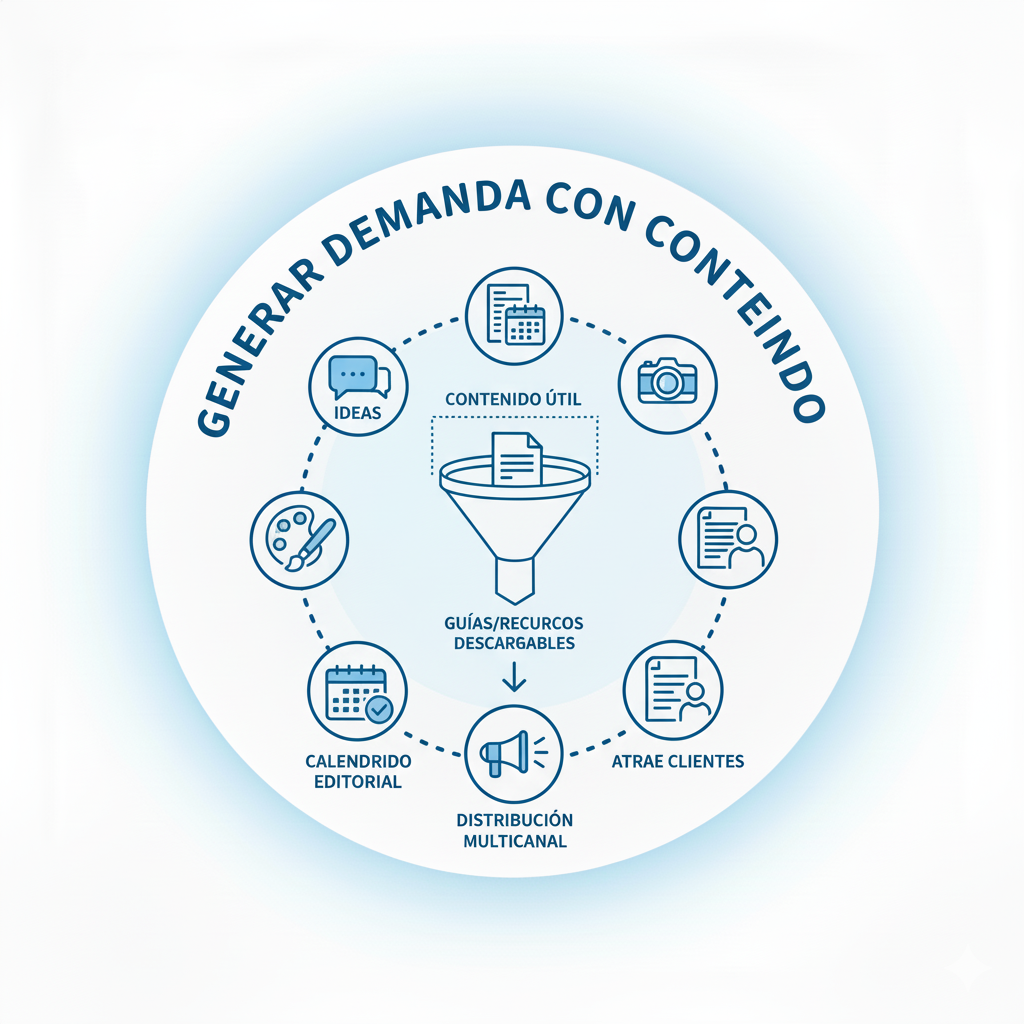 GENERAR DEMANDA CON CONTEINDO
IDEAS
CONTENIDO ÚTIL
GUÍAS/RECURCOS
DESCARGABLES
CALENDRIDO
EDITORIAL
ATRAE CLIENTES
DISTRIBUCIÓN
MULTICANAL